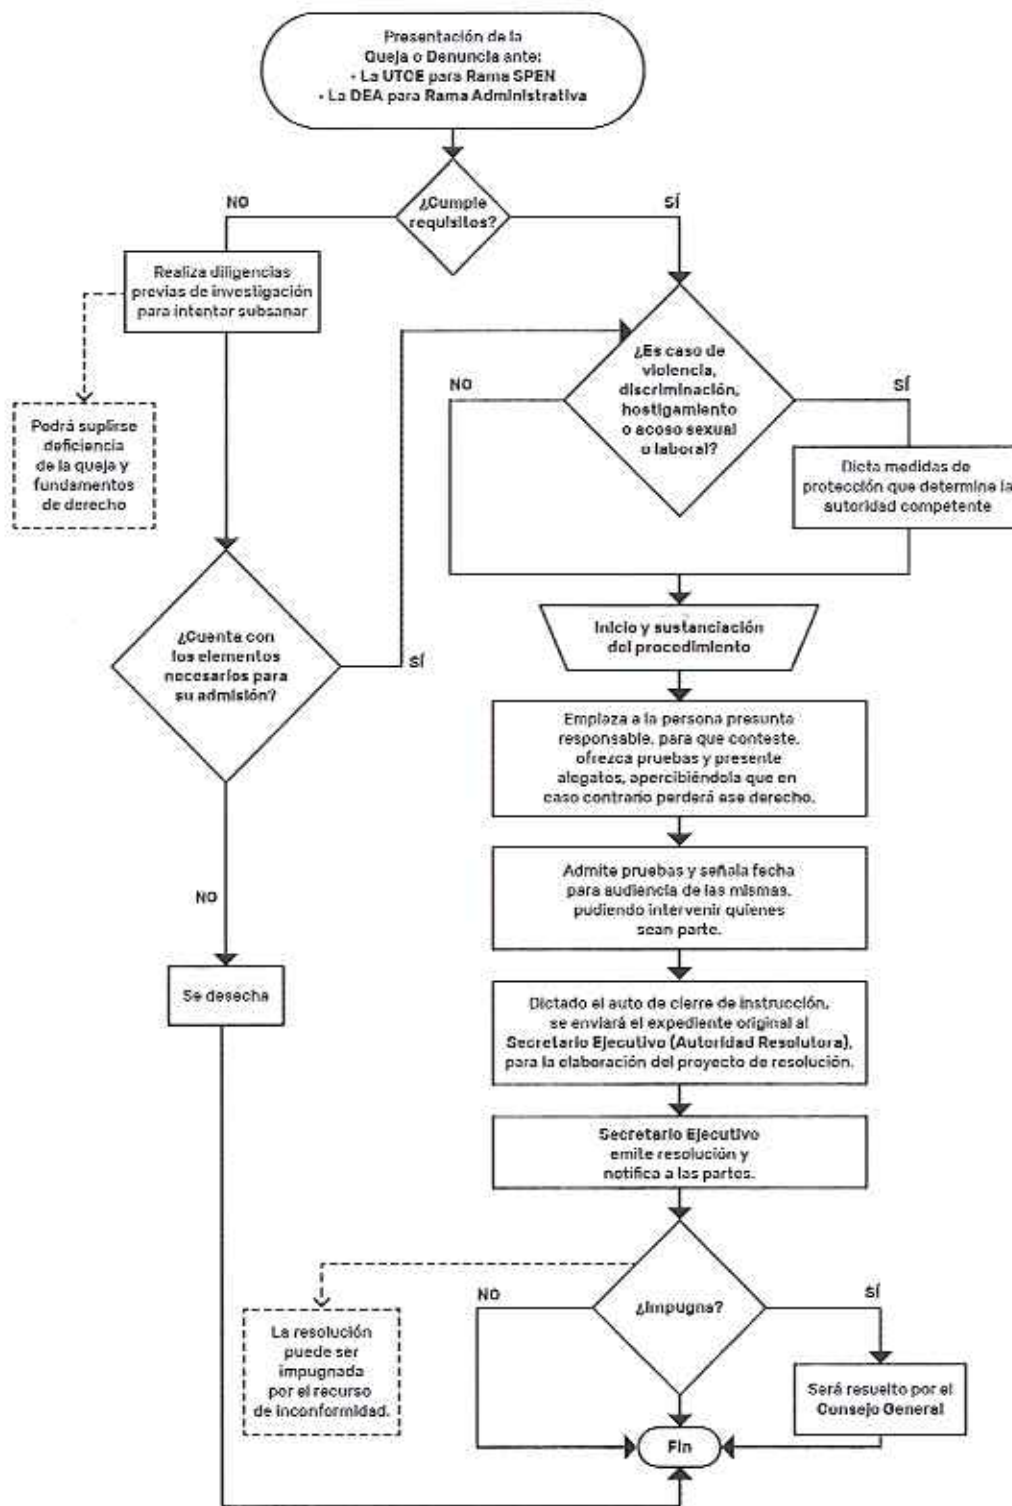 Presentación de la
Queja o Denuncia ante:
• La UTCE para Rama SPEN
• La DEA para Rama Administrativa
¿Cumple
requisitos?
NO
SÍ
Realiza diligencias
previas de investigación
para intentar subsanar
Podrá suplirse
deficiencia
de la queja y
fundamentos
de derecho
¿Es caso de
violencia,
discriminación,
hostigamiento
o acoso sexual
o laboral?
NO
SÍ
Dicta medidas de
protección que determine la
autoridad competente
¿Cuenta con
los elementos
necesarios para
su admisión?
SÍ
NO
Se desecha
Inicio y sustanciación
del procedimiento
Emplaza a la persona presunta
responsable, para que conteste,
ofrezca pruebas y presente
alegatos, apercibiéndola que en
caso contrario perderá ese derecho.
Admite pruebas y señala fecha
para audiencia de las mismas,
pudiendo intervenir quienes
sean parte.
Dictado el auto de cierre de instrucción,
se enviará el expediente original al
Secretario Ejecutivo (Autoridad Resolutora),
para la elaboración del proyecto de resolución.
Secretario Ejecutivo
emite resolución y
notifica a las partes.
¿Impugna?
NO
SÍ
La resolución
puede ser
impugnada
por el recurso
de inconformidad.
Será resuelto por el
Consejo General
Fin